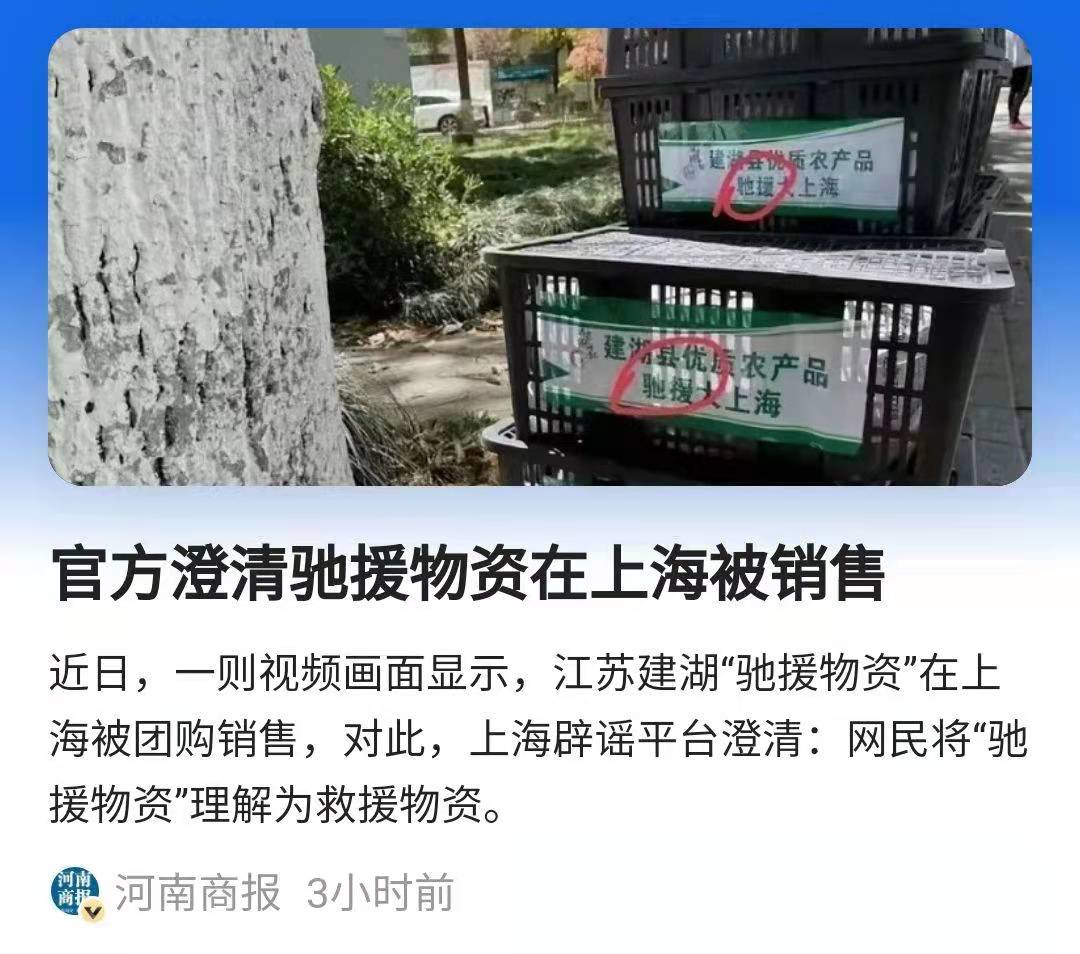 建湖县优质农产品
驰援大上海
建湖县优质农产品
驰援大上海
官方澄清驰援物资在上海被销售
近日，一则视频画面显示，江苏建湖“驰援物资”在上
海被团购销售，对此，上海辟谣平台澄清：网民将“驰
援物资”理解为救援物资。
河南
商报
河南商报 3小时前